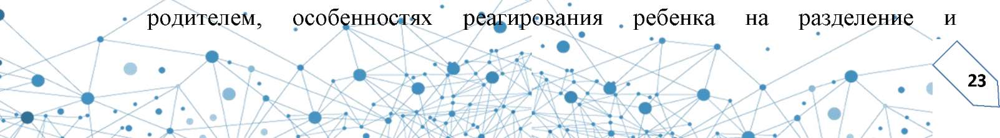 родителем, особенностях реагирования ребенка на разделение и
23